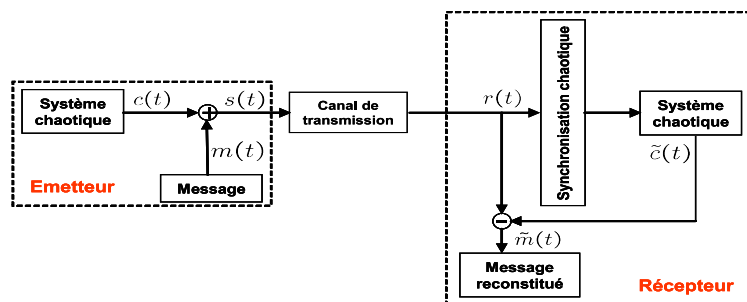 Système
chaotique
c(t)
s(t)
m(t)
Message
Emetteur
Canal de
transmission
r(t)
Synchronisation chaotique
Système
chaotique
c̃(t)
m̃(t)
Message
reconstitué
Récepteur